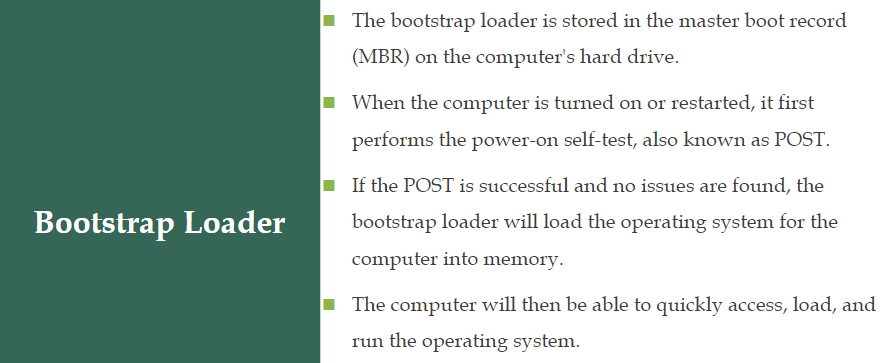 Bootstrap Loader
The bootstrap loader is stored in the master boot record
(MBR) on the computer's hard drive.
When the computer is turned on or restarted, it first
performs the power-on self-test, also known as POST.
If the POST is successful and no issues are found, the
bootstrap loader will load the operating system for the
computer into memory.
The computer will then be able to quickly access, load, and
run the operating system.